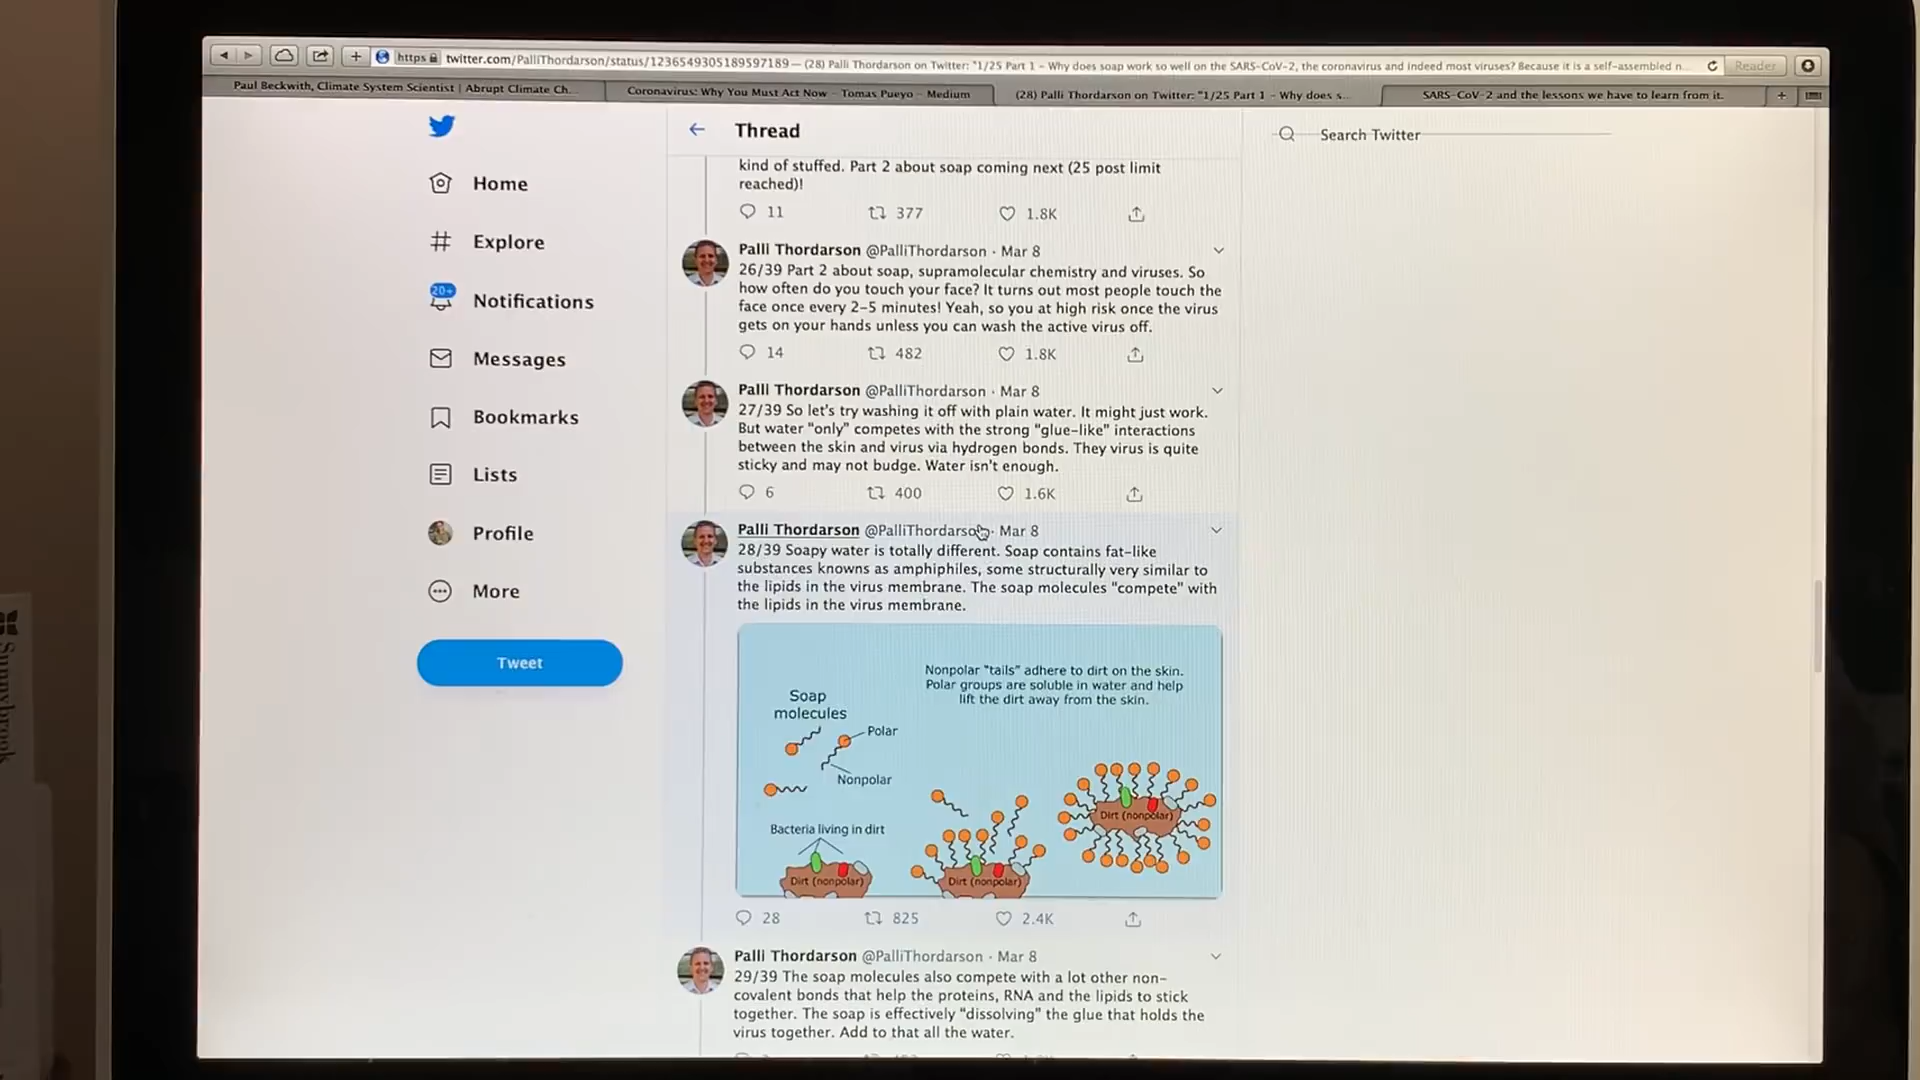 https twitter.com/PalliThordarson/status/1236549305189597189 — (28) Palli Thordarson on Twitter: "1/25 Part 1 – Why does soap work so well on the SARS-CoV-2, the coronavirus and indeed most viruses? Because it is a self-assembled n...
Reader
Paul Beckwith, Climate System Scientist | Abrupt Climate Ch...
Coronavirus: Why You Must Act Now – Tomas Pueyo – Medium
(28) Palli Thordarson on Twitter: "1/25 Part 1 – Why does s...
SARS-CoV-2 and the lessons we have to learn from it.
Home
Explore
20+
Notifications
Messages
Bookmarks
Lists
Profile
More
Tweet
Thread
kind of stuffed. Part 2 about soap coming next (25 post limit
reached)!
11 377 1.8K
Palli Thordarson @PalliThordarson · Mar 8
26/39 Part 2 about soap, supramolecular chemistry and viruses. So
how often do you touch your face? It turns out most people touch the
face once every 2–5 minutes! Yeah, so you at high risk once the virus
gets on your hands unless you can wash the active virus off.
14 482 1.8K
Palli Thordarson @PalliThordarson · Mar 8
27/39 So let's try washing it off with plain water. It might just work.
But water "only" competes with the strong "glue-like" interactions
between the skin and virus via hydrogen bonds. They virus is quite
sticky and may not budge. Water isn't enough.
6 400 1.6K
Palli Thordarson @PalliThordarson · Mar 8
28/39 Soapy water is totally different. Soap contains fat-like
substances knowns as amphiphiles, some structurally very similar to
the lipids in the virus membrane. The soap molecules "compete" with
the lipids in the virus membrane.
Nonpolar "tails" adhere to dirt on the skin.
Polar groups are soluble in water and help
lift the dirt away from the skin.
Soap
molecules
Polar
Nonpolar
Bacteria living in dirt
Dirt (nonpolar)
Dirt (nonpolar)
Dirt (nonpolar)
28 825 2.4K
Palli Thordarson @PalliThordarson · Mar 8
29/39 The soap molecules also compete with a lot other non-
covalent bonds that help the proteins, RNA and the lipids to stick
together. The soap is effectively "dissolving" the glue that holds the
virus together. Add to that all the water.
Search Twitter
Sunnybrook